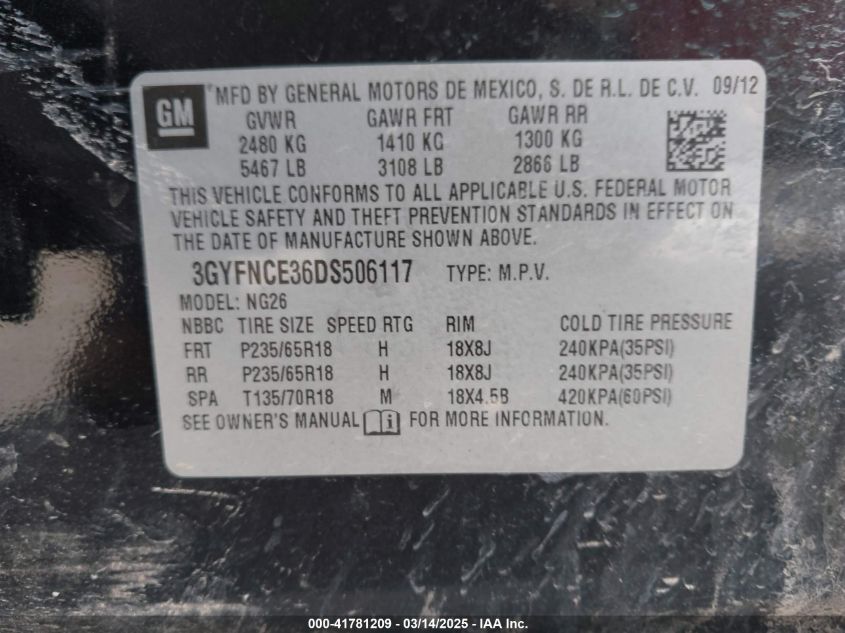 GM MFD BY GENERAL MOTORS DE MEXICO, S. DE R.L. DE C.V. 09/12
GVWR GAWR FRT GAWR RR
2480 KG 1410 KG 1300 KG
5467 LB 3108 LB 2866 LB
THIS VEHICLE CONFORMS TO ALL APPLICABLE U.S. FEDERAL MOTOR
VEHICLE SAFETY AND THEFT PREVENTION STANDARDS IN EFFECT ON
THE DATE OF MANUFACTURE SHOWN ABOVE.
3GYFNCE36DS506117 TYPE: M.P.V.
MODEL: NG26
NBBC TIRE SIZE SPEED RTG RIM COLD TIRE PRESSURE
FRT P235/65R18 H 18X8J 240KPA(35PSI)
RR P235/65R18 H 18X8J 240KPA(35PSI)
SPA T135/70R18 M 18X4.5B 420KPA(60PSI)
SEE OWNER'S MANUAL FOR MORE INFORMATION.
000-41781209 - 03/14/2025 - IAA Inc.